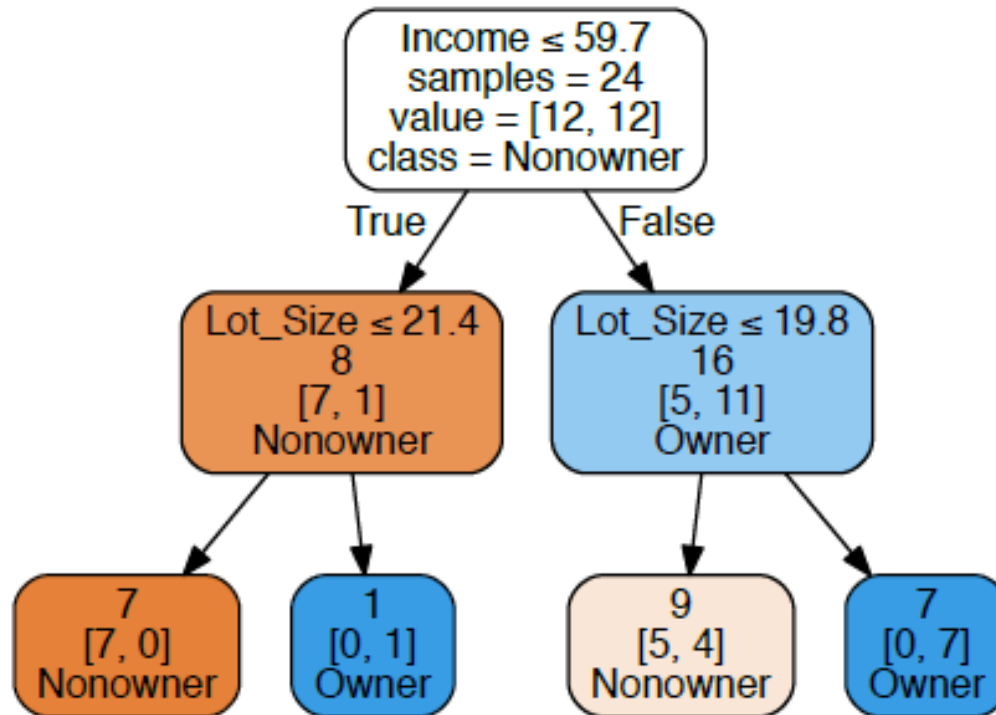 Income ≤ 59.7
samples = 24
value = [12, 12]
class = Nonowner
True
False
Lot_Size ≤ 21.4
8
[7, 1]
Nonowner
Lot_Size ≤ 19.8
16
[5, 11]
Owner
7
[7, 0]
Nonowner
1
[0, 1]
Owner
9
[5, 4]
Nonowner
7
[0, 7]
Owner